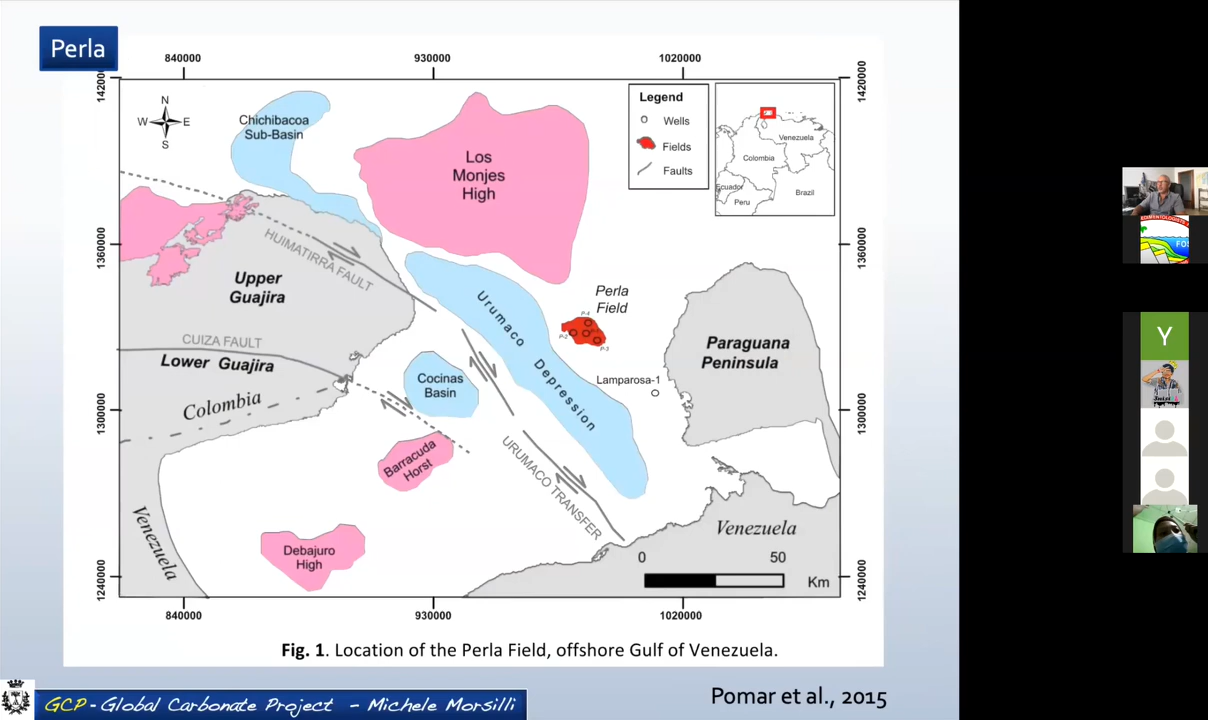 Perla
840000
930000
1020000
1420000
1420000
1360000
1360000
1300000
1300000
1240000
1240000
N
W
E
S
Chichibacoa
Sub-Basin
Los
Monjes
High
Legend
Wells
Fields
Faults
Venezuela
Colombia
Ecuador
Peru
Brazil
HUIMATIRRA FAULT
Upper
Guajira
CUIZA FAULT
Lower Guajira
Colombia
Urumaco Depression
Perla
Field
P-4
P-2
P-3
Paraguana
Peninsula
Lamparosa-1
Cocinas
Basin
Barracuda
Horst
URUMACO TRANSFER
Venezuela
Debajuro
High
Venezuela
0
50
Km
840000
930000
1020000
Fig. 1. Location of the Perla Field, offshore Gulf of Venezuela.
GCP - Global Carbonate Project - Michele Morsilli
Pomar et al., 2015
Y